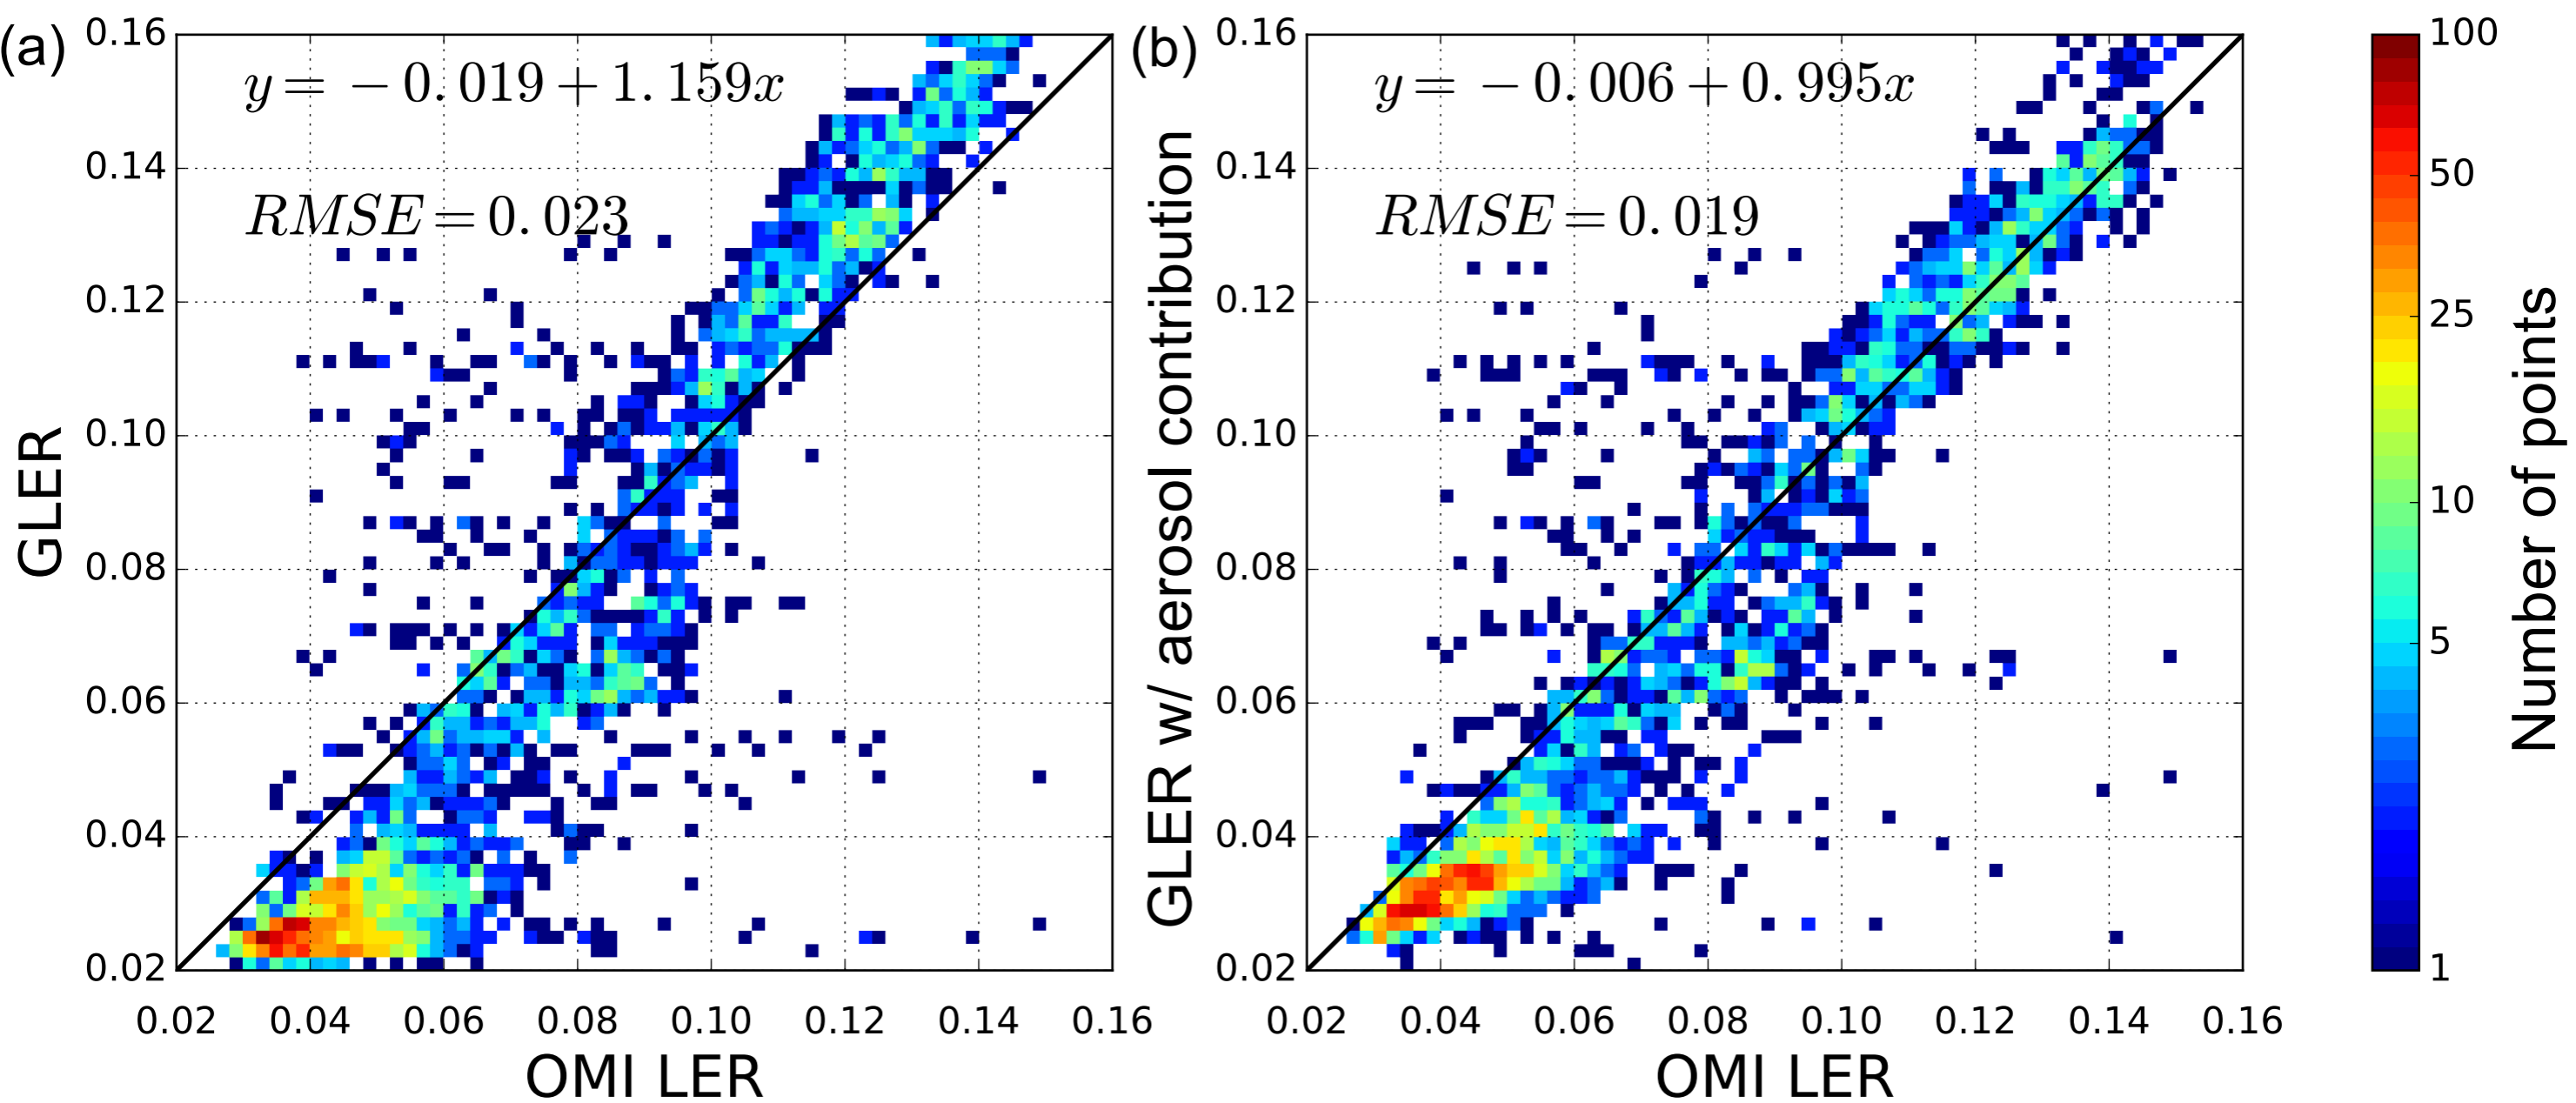 (a)
y = − 0.019 + 1.159x
RMSE = 0.023
0.16
0.14
0.12
0.10
0.08
0.06
0.04
0.02
GLER
0.02 0.04 0.06 0.08 0.10 0.12 0.14 0.16
OMI LER
(b)
y = − 0.006 + 0.995x
RMSE = 0.019
0.16
0.14
0.12
0.10
0.08
0.06
0.04
0.02
GLER w/ aerosol contribution
0.02 0.04 0.06 0.08 0.10 0.12 0.14 0.16
OMI LER
100
50
25
10
5
1
Number of points